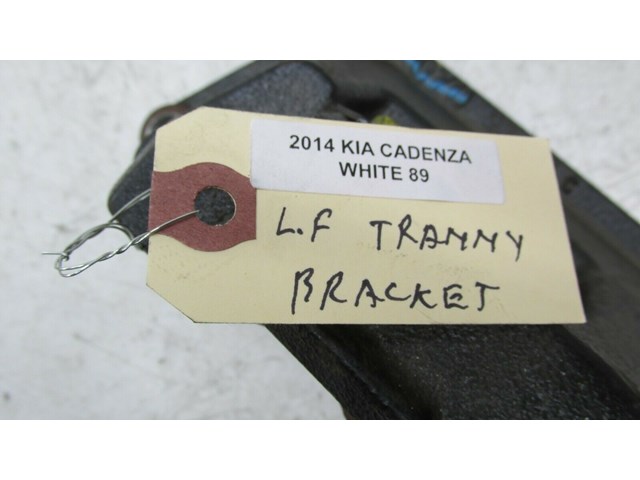 2014 KIA CADENZA
WHITE 89
L.F TRANNY
BRACKET